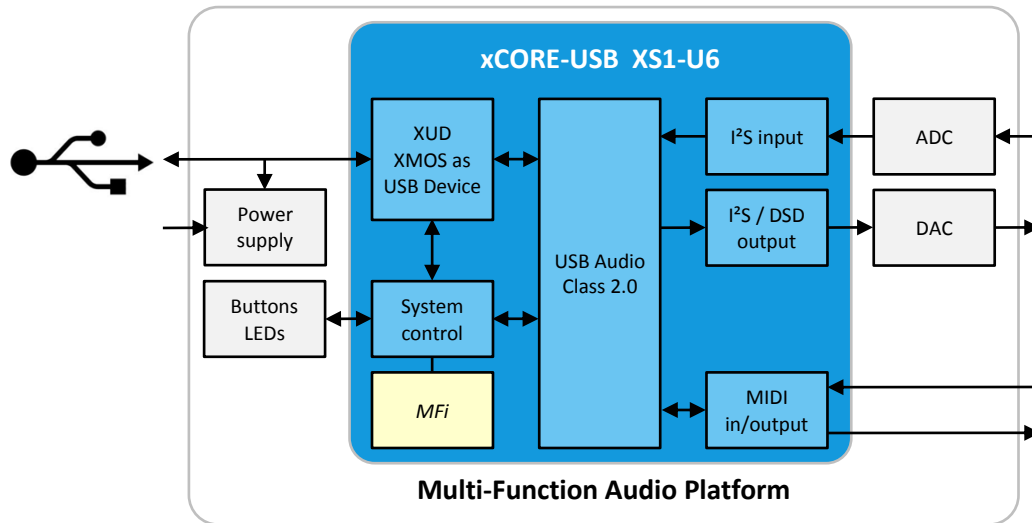 xCORE-USB XS1-U6
XUD
XMOS as
USB Device
I²S input
ADC
Power
supply
I²S / DSD
output
DAC
USB Audio
Class 2.0
Buttons
LEDs
System
control
MFi
MIDI
in/output
Multi-Function Audio Platform